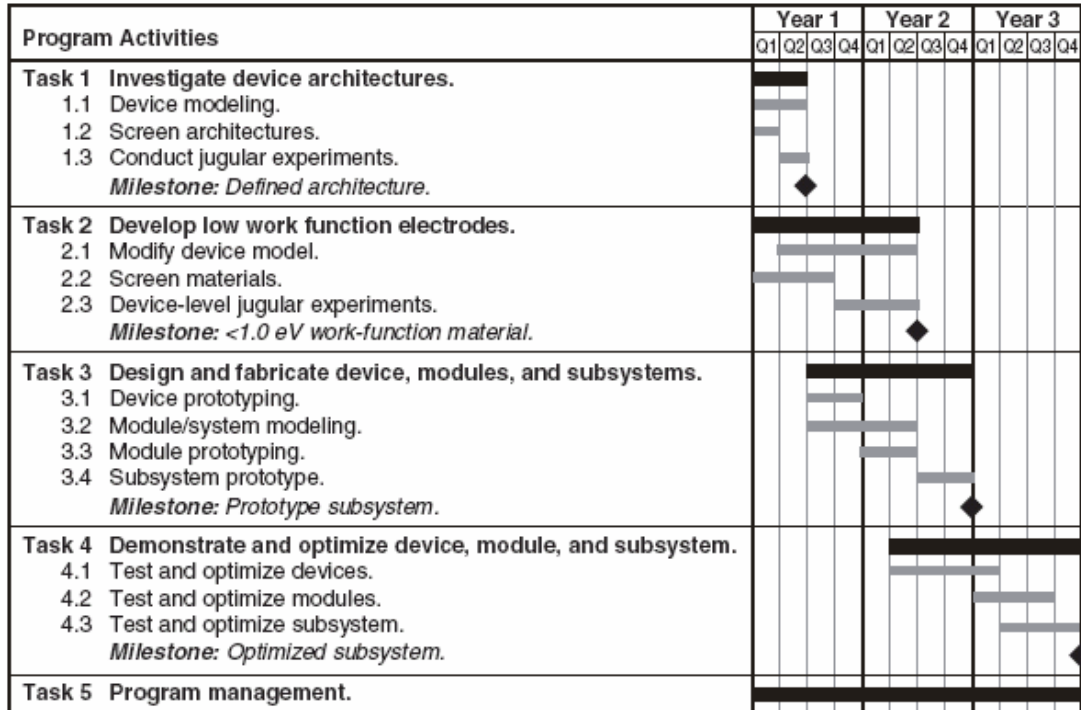 Program Activities
Year 1 Year 2 Year 3
Q1 Q2 Q3 Q4 Q1 Q2 Q3 Q4 Q1 Q2 Q3 Q4
Task 1 Investigate device architectures.
1.1 Device modeling.
1.2 Screen architectures.
1.3 Conduct jugular experiments.
Milestone: Defined architecture.
Task 2 Develop low work function electrodes.
2.1 Modify device model.
2.2 Screen materials.
2.3 Device-level jugular experiments.
Milestone: <1.0 eV work-function material.
Task 3 Design and fabricate device, modules, and subsystems.
3.1 Device prototyping.
3.2 Module/system modeling.
3.3 Module prototyping.
3.4 Subsystem prototype.
Milestone: Prototype subsystem.
Task 4 Demonstrate and optimize device, module, and subsystem.
4.1 Test and optimize devices.
4.2 Test and optimize modules.
4.3 Test and optimize subsystem.
Milestone: Optimized subsystem.
Task 5 Program management.